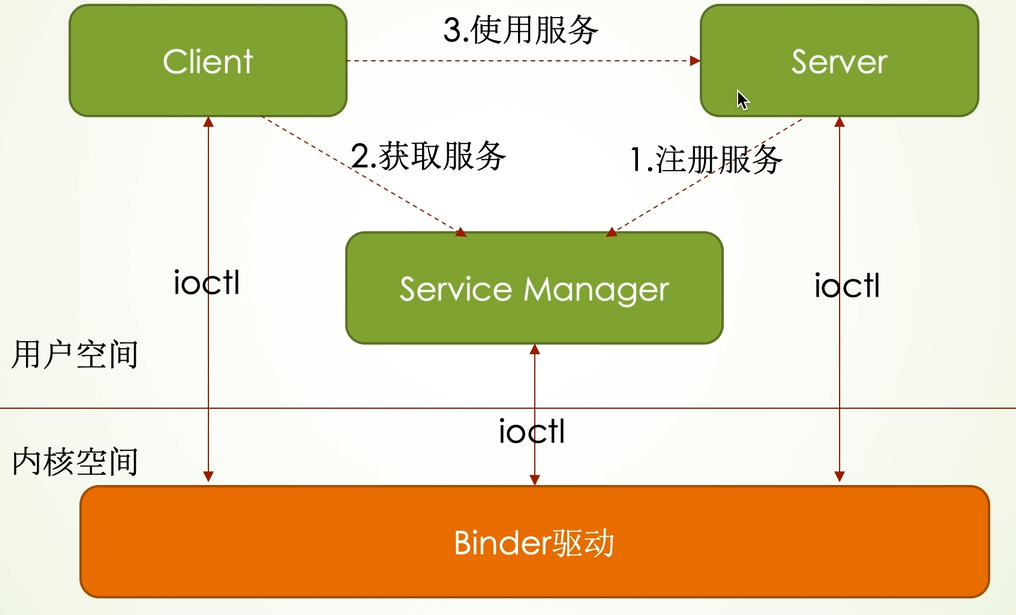 3.使用服务
Client
Server
2.获取服务
1.注册服务
ioctl
Service Manager
ioctl
用户空间
ioctl
内核空间
Binder驱动